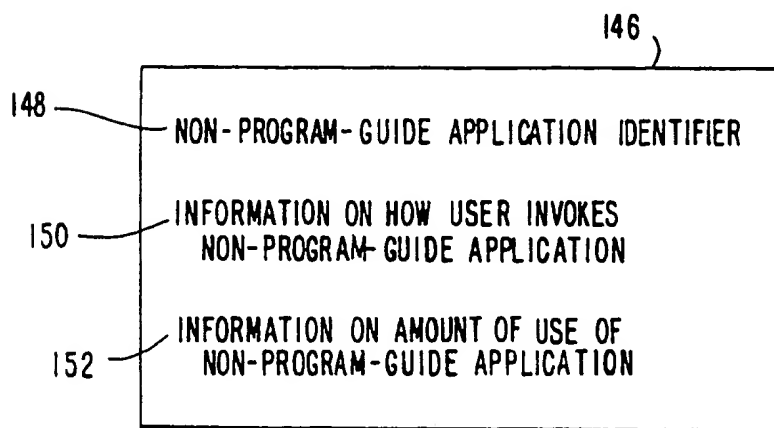 146
148
NON-PROGRAM-GUIDE APPLICATION IDENTIFIER
150
INFORMATION ON HOW USER INVOKES
NON-PROGRAM-GUIDE APPLICATION
152
INFORMATION ON AMOUNT OF USE OF
NON-PROGRAM-GUIDE APPLICATION